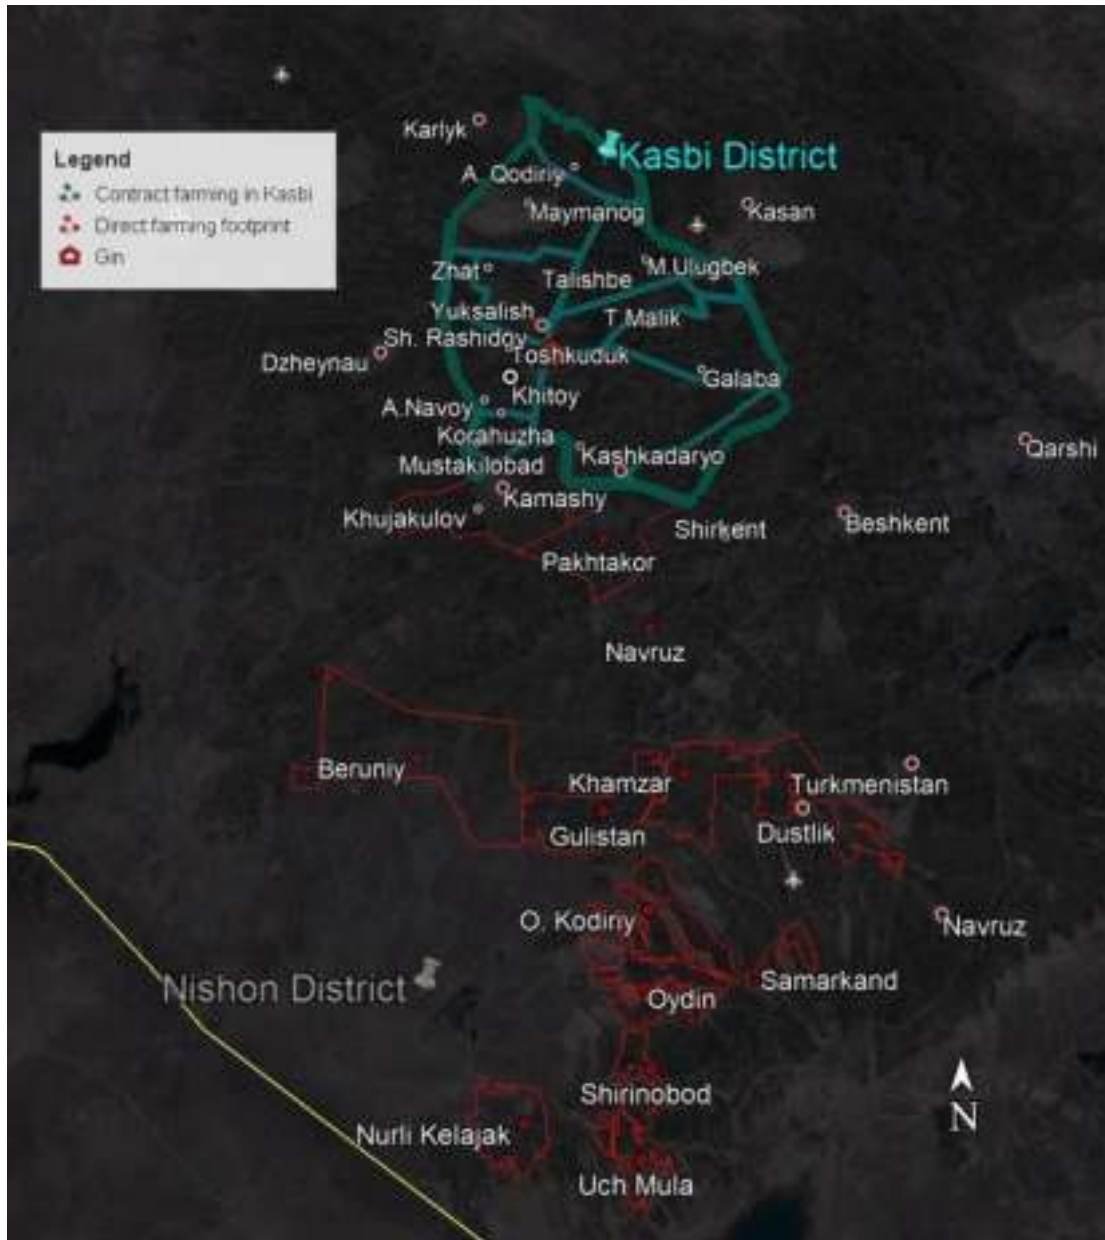 Karlyk
Kasbi District
Legend
Contract farming in Kasbi
Direct farming footprint
Gin
A. Qodiriy
Maymanog
Kasan
Zhat
Talishbe
M.Ulugbek
Yuksalish
T.Malik
Sh. Rashidov
Toshkuduk
Dzheynau
Galaba
Khitoy
A.Navoy
Korahuzha
Kashkadaryo
Qarshi
Mustakilobad
Kamashy
Khujakulov
Shirkent
Beshkent
Pakhtakor
Navruz
Beruniy
Khamzar
Turkmenistan
Gulistan
Dustlik
O. Kodiriy
Navruz
Nishon District
Samarkand
Oydin
Shirinobod
N
Nurli Kelajak
Uch Mula